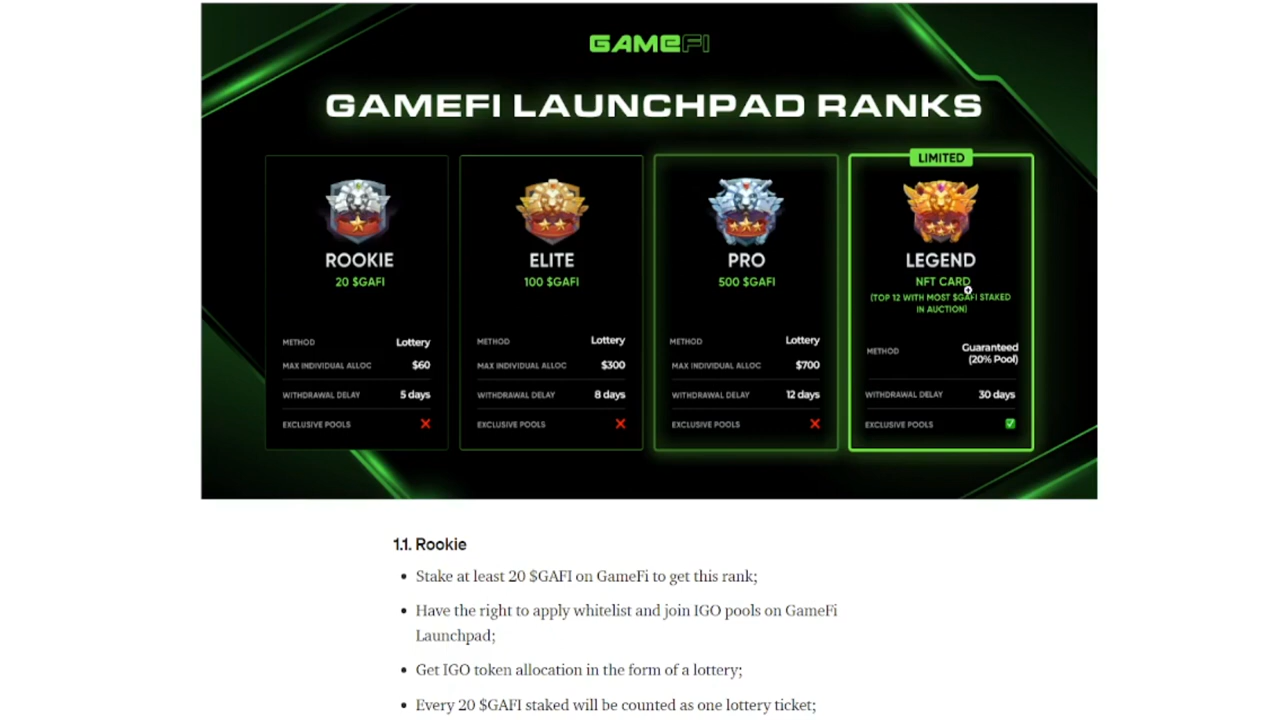 GAMEFI
GAMEFI LAUNCHPAD RANKS
ROOKIE
20 $GAFI
METHOD Lottery
MAX INDIVIDUAL ALLOC $60
WITHDRAWAL DELAY 5 days
EXCLUSIVE POOLS
ELITE
100 $GAFI
METHOD Lottery
MAX INDIVIDUAL ALLOC $300
WITHDRAWAL DELAY 8 days
EXCLUSIVE POOLS
PRO
500 $GAFI
METHOD Lottery
MAX INDIVIDUAL ALLOC $700
WITHDRAWAL DELAY 12 days
EXCLUSIVE POOLS
LIMITED
LEGEND
NFT CARD
(TOP 12 WITH MOST $GAFI STAKED
IN AUCTION)
METHOD Guaranteed
(20% Pool)
WITHDRAWAL DELAY 30 days
EXCLUSIVE POOLS
1.1. Rookie
• Stake at least 20 $GAFI on GameFi to get this rank;
• Have the right to apply whitelist and join IGO pools on GameFi
Launchpad;
• Get IGO token allocation in the form of a lottery;
• Every 20 $GAFI staked will be counted as one lottery ticket;